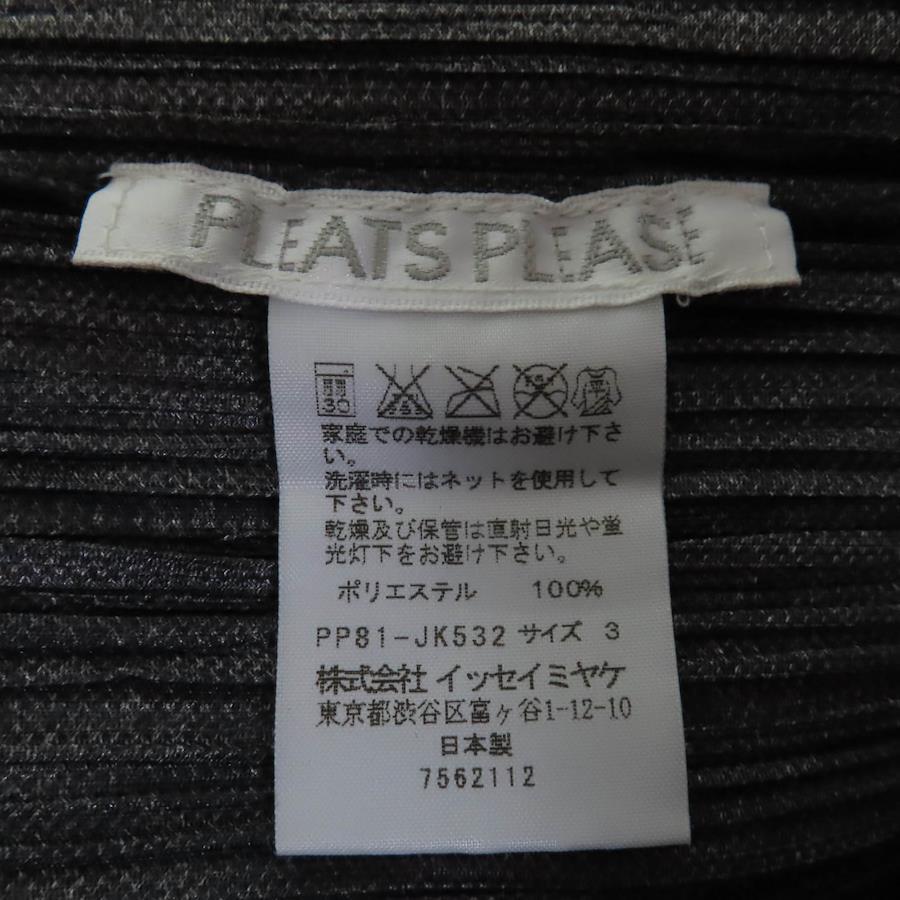 PLEATS PLEASE
30
家庭での乾燥機はお避け下さ
い。
洗濯時にはネットを使用して
下さい。
乾燥及び保管は直射日光や蛍
光灯下をお避け下さい。
ポリエステル 100%
PP81-JK532 サイズ 3
株式会社 イッセイミヤケ
東京都渋谷区富ヶ谷1-12-10
日本製
7562112